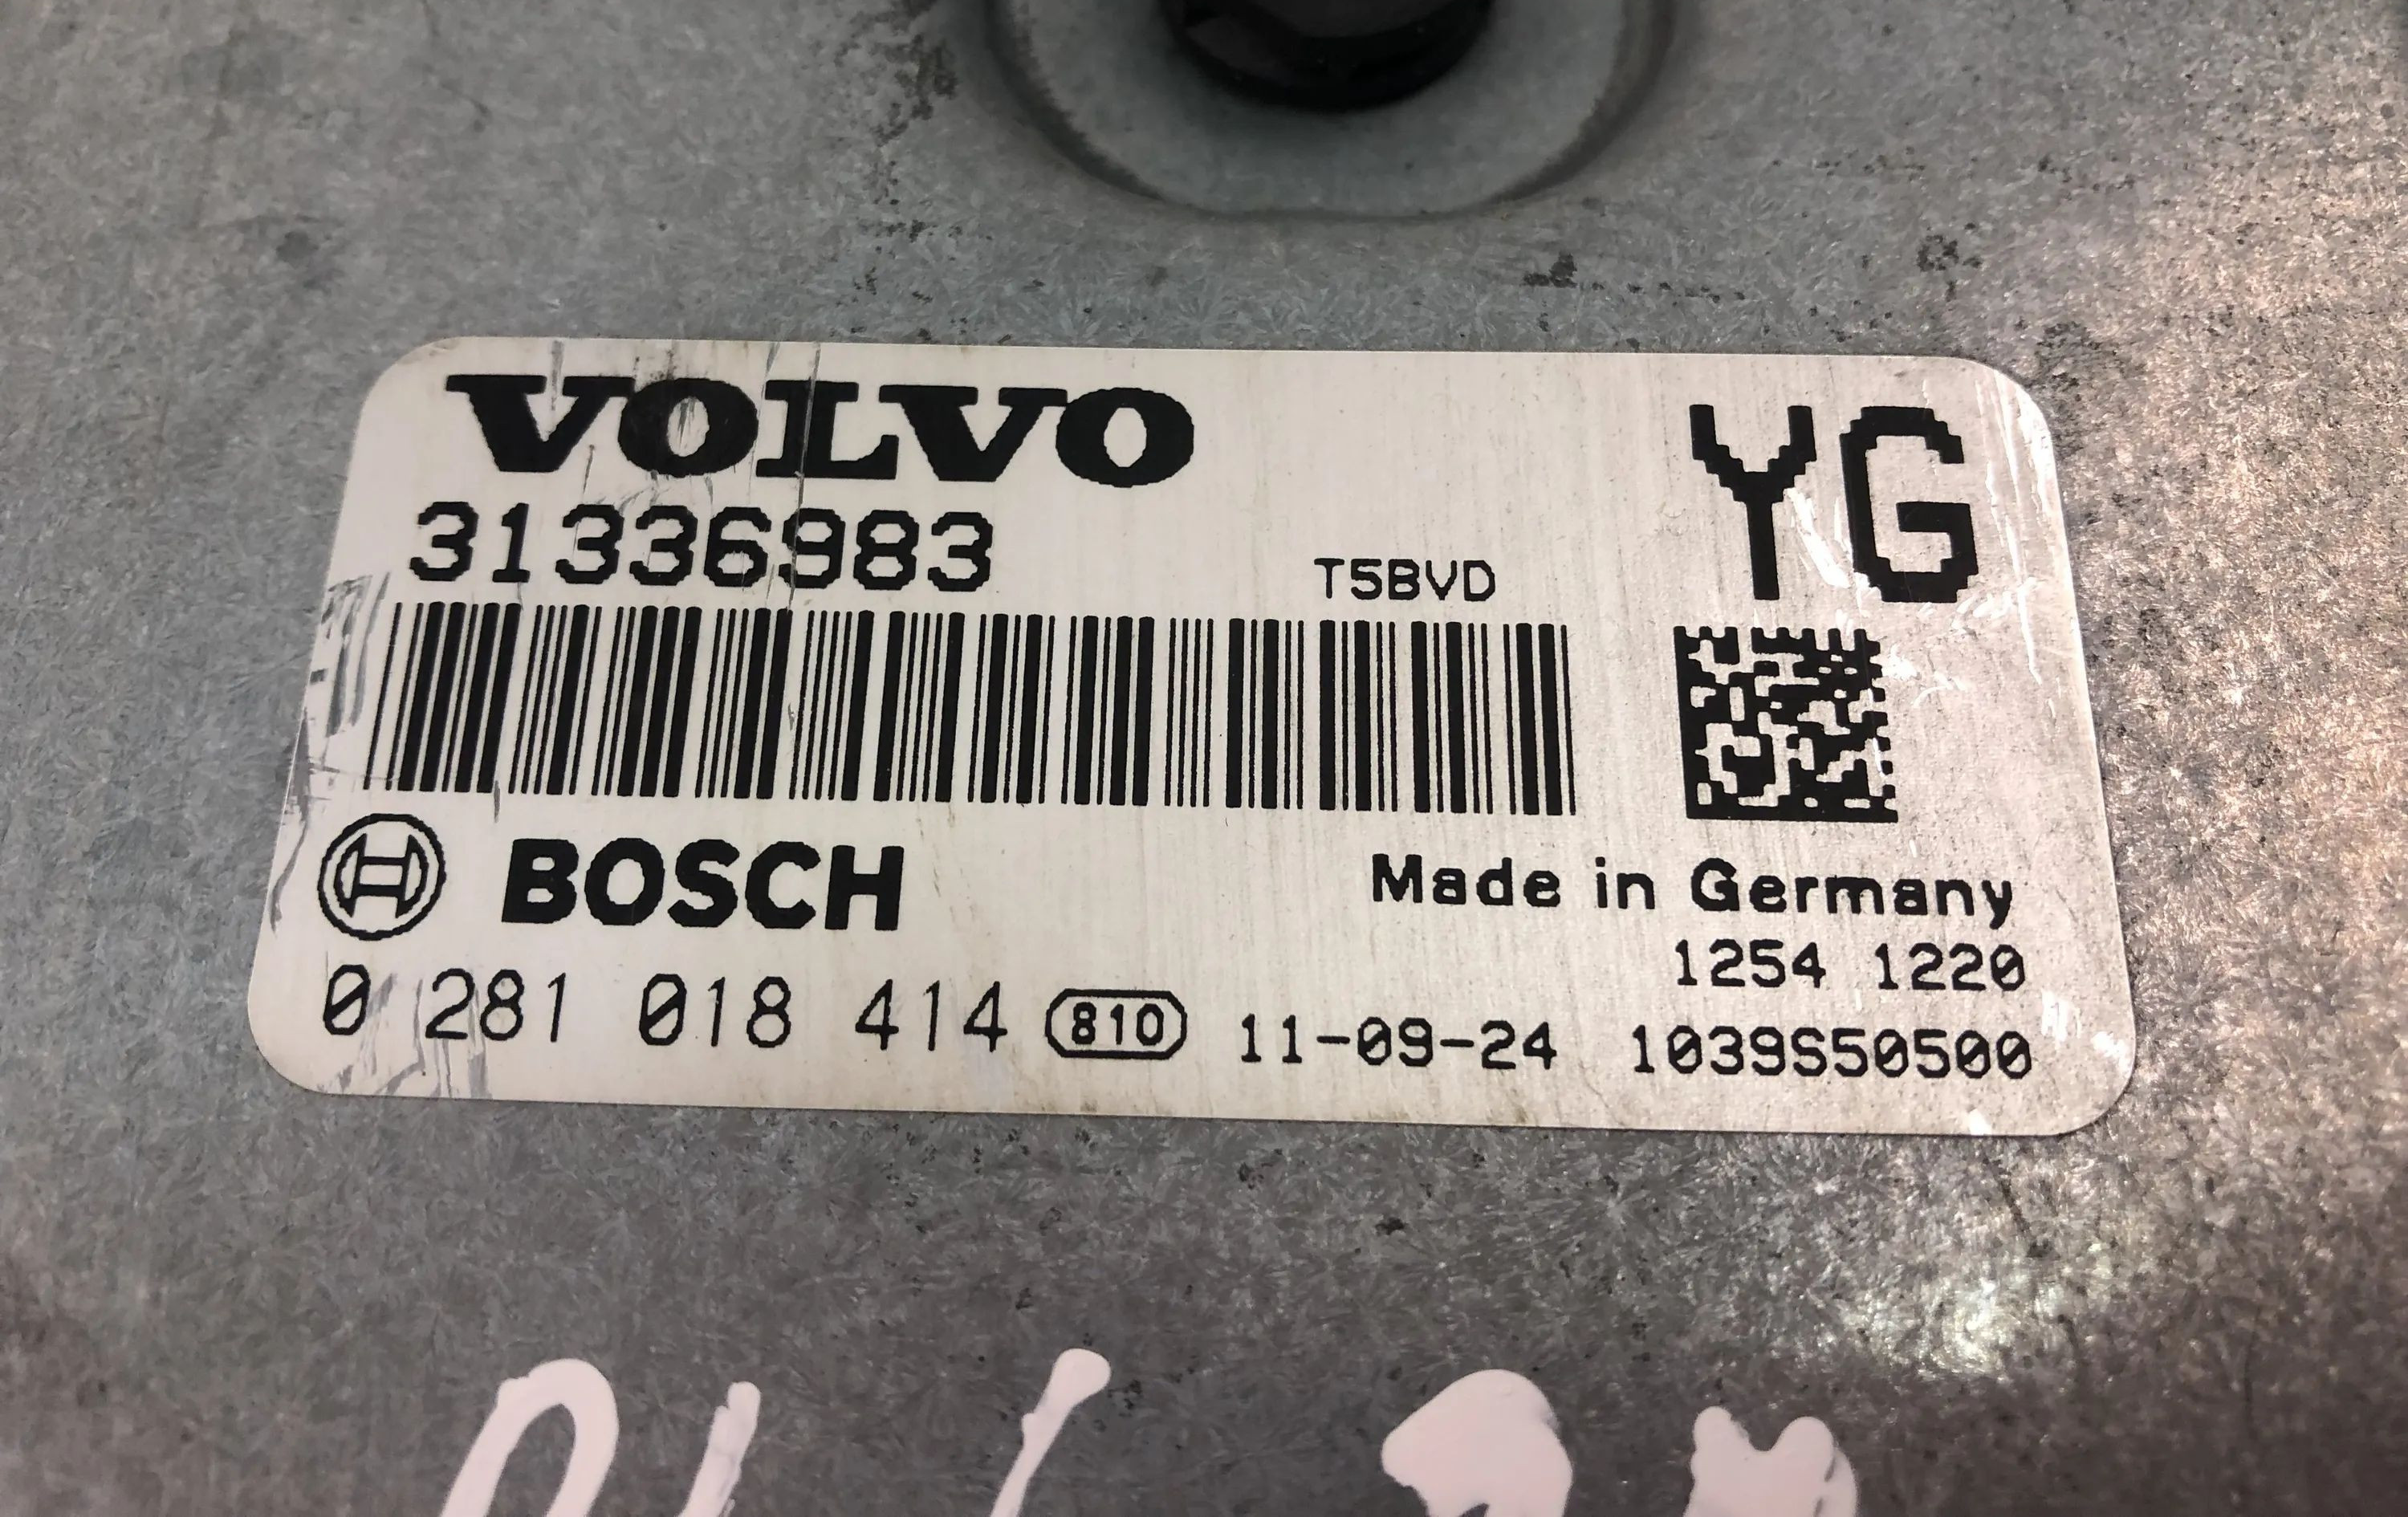 VOLVO
YG
31336983
T5BVD
BOSCH
Made in Germany
1254 1220
0 281 018 414 810 11-09-24 1039S50500